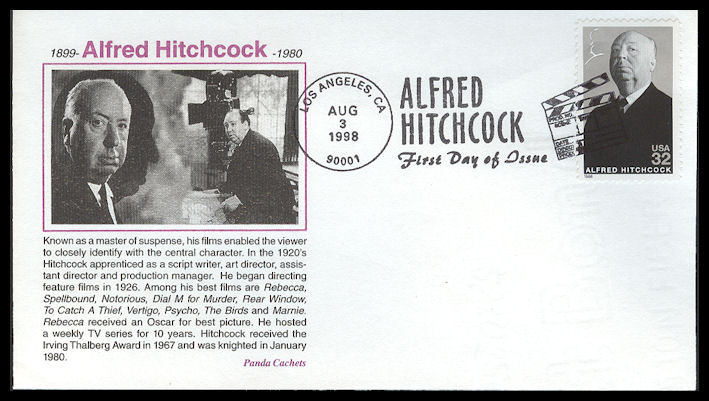 1899- Alfred Hitchcock -1980
Known as a master of suspense, his films enabled the viewer
to closely identify with the central character. In the 1920's
Hitchcock apprenticed as a script writer, art director, assis-
tant director and production manager. He began directing
feature films in 1926. Among his best films are Rebecca,
Spellbound, Notorious, Dial M for Murder, Rear Window,
To Catch A Thief, Vertigo, Psycho, The Birds and Marnie.
Rebecca received an Oscar for best picture. He hosted
a weekly TV series for 10 years. Hitchcock received the
Irving Thalberg Award in 1967 and was knighted in January
1980.
Panda Cachets
LOS ANGELES, CA
AUG
3
1998
90001
ALFRED
HITCHCOCK
First Day of Issue
PROD. NO.
SCENE
DATE
SOUND
USA
32
ALFRED HITCHCOCK
1998